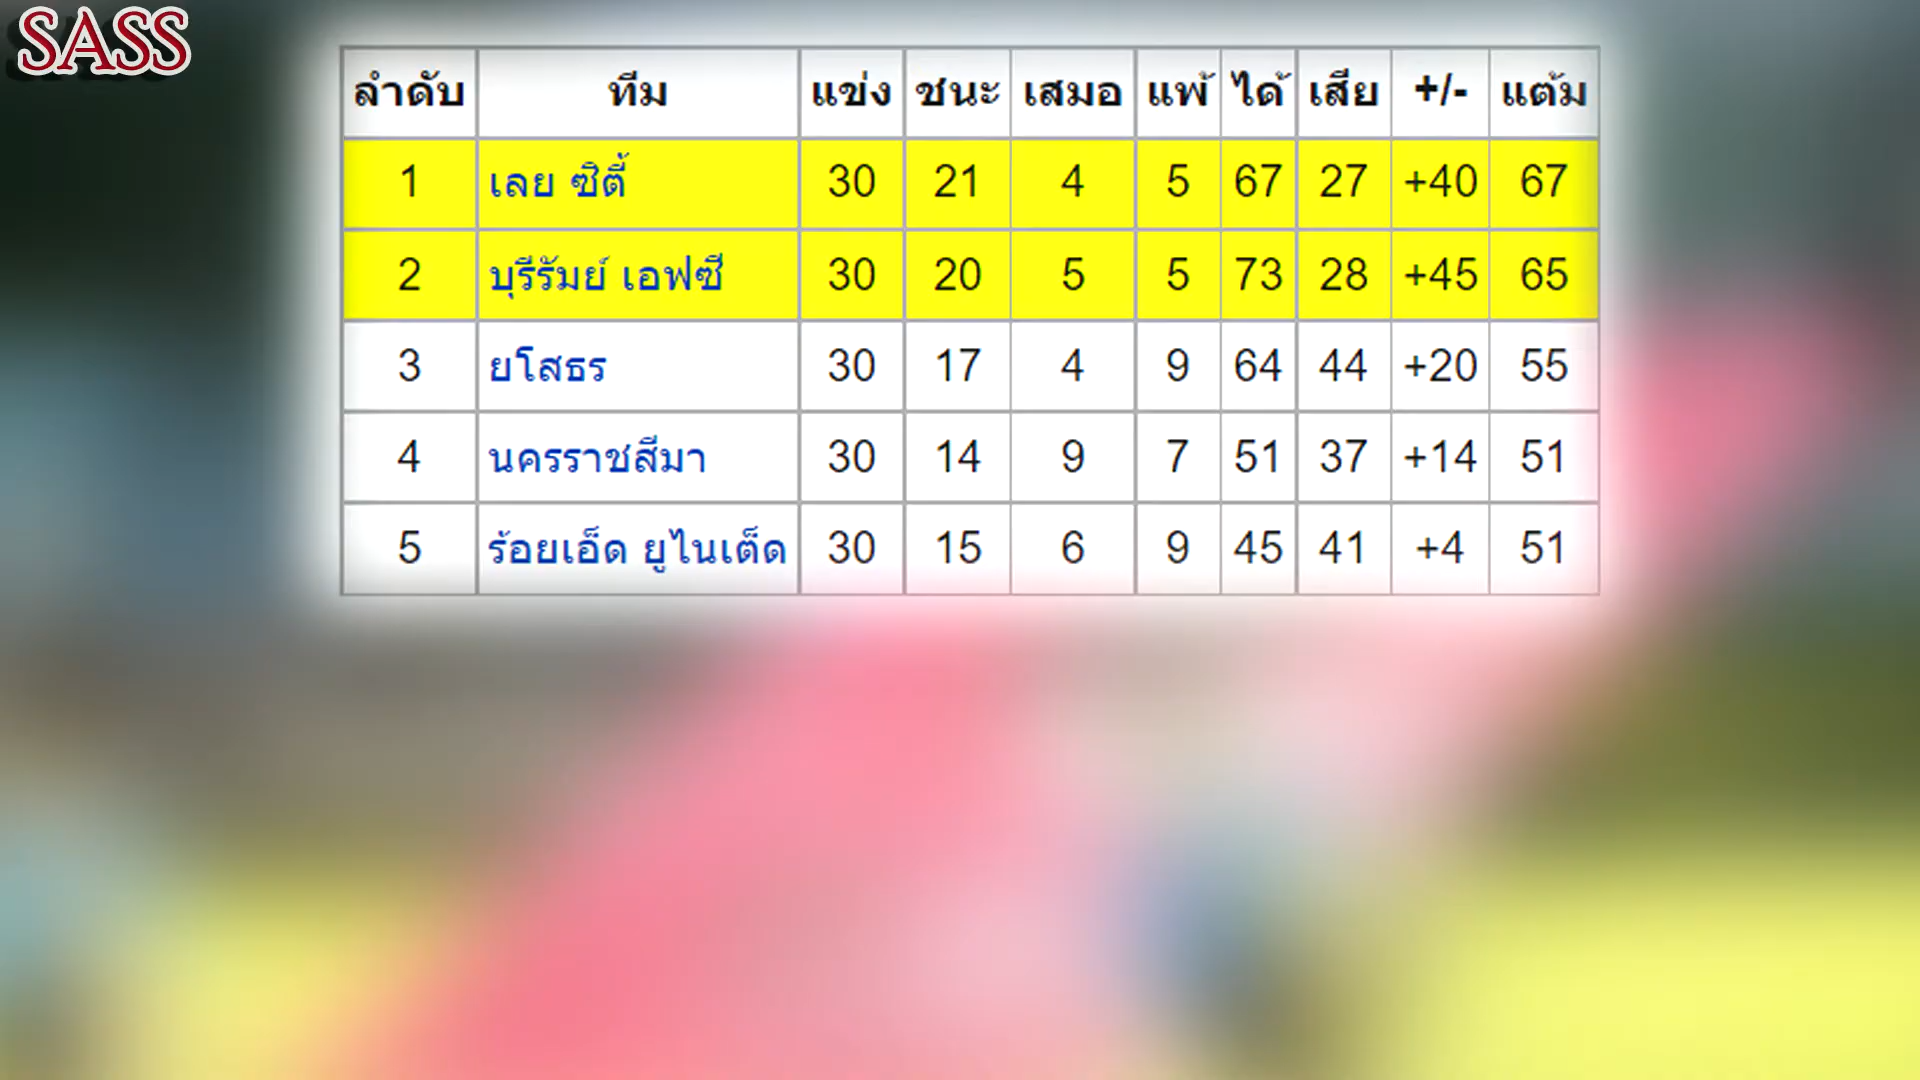 SASS
ลำดับ ทีม แข่ง ชนะ เสมอ แพ้ ได้ เสีย +/- แต้ม
1 เลย ซิตี้ 30 21 4 5 67 27 +40 67
2 บุรีรัมย์ เอฟซี 30 20 5 5 73 28 +45 65
3 ยโสธร 30 17 4 9 64 44 +20 55
4 นครราชสีมา 30 14 9 7 51 37 +14 51
5 ร้อยเอ็ด ยูไนเต็ด 30 15 6 9 45 41 +4 51